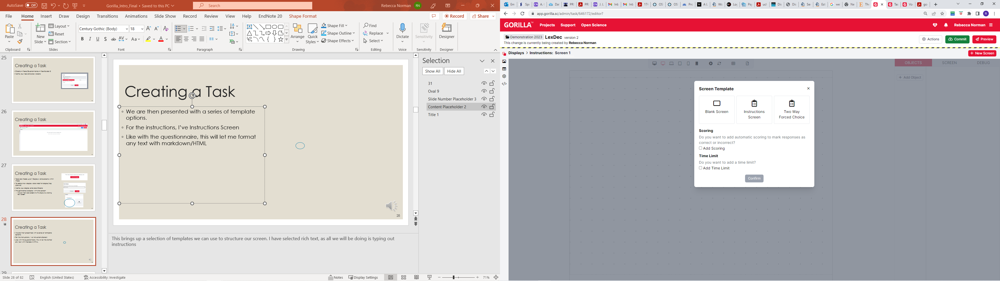 AutoSave Off
Gorilla_Intro_Final • Saved to this PC
Search
Rebecca Norman RN
File Home Insert Draw Design Transitions Animations Slide Show Record Review View Help EndNote 20 Shape Format
Record Share
Paste
New Slide
Layout
Reset
Section
Century Gothic (Body) 18
Arrange
Quick Styles
Shape Fill
Shape Outline
Shape Effects
Find
Replace
Select
Dictate
Sensitivity
Designer
Clipboard Slides Font Paragraph Drawing Editing Voice Sensitivity Designer
25
Creating a Task
26
Creating a Task
27
Creating a Task
28
Creating a Task
29
Creating a Task
We are then presented with a series of template
options.
For the instructions, I've Instructions Screen
Like with the questionnaire, this will let me format
any text with markdown/HTML
28
This brings up a selection of templates we can use to structure our screen. I have selected rich text, as all we will be doing is typing out
instructions
Selection
Show All Hide All
31
Oval 9
Slide Number Placeholder 3
Content Placeholder 2
Title 1
Slide 28 of 82 English (United States) Accessibility: Investigate
Notes Display Settings 71%
app.gorilla.sc/admin/task/646172/editor?
GORILLA™ Projects Support Open Science
Rebecca Norman
Demonstration 2023 LexDec version 2
This change is currently being created by Rebecca Norman
Actions Commit Preview
Displays > Instructions: Screen 1
+ New Screen
OBJECTS SCREEN DEBUG
+ Add Object
Screen Template
Blank Screen
Instructions
Screen
Two Way
Forced Choice
Scoring
Do you want to add automatic scoring to mark responses as
correct or incorrect?
Add Scoring
Time Limit
Do you want to add a time limit?
Add Time Limit
Confirm